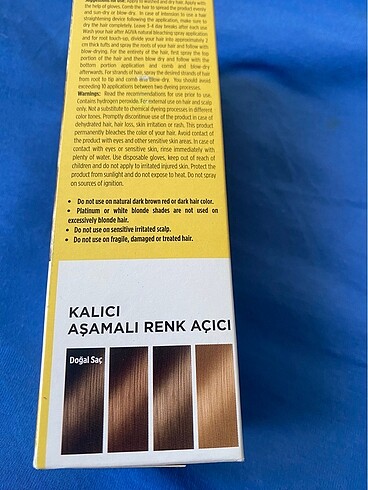 Suggestions of use: Apply to washed and dry hair. Apply with
the help of gloves. Comb the hair to spread the product evenly
and sun-dry or blow-dry. In case of intension to use a hair
straightening device following the application, make sure to
dry the hair completely. Leave 3-4 day breaks after each use.
Wash your hair after AGIVA natural bleaching spray application
and for root touch-up, divide your hair into approximately 2
cm thick tufts and spray the roots of your hair and follow with
blow-drying. For the entirety of the hair, first spray the top
portion of the hair and then blow dry and follow with the
bottom portion application and comb and blow-dry
afterwards. For strands of hair, spray the desired strands of hair
from root to tip and comb blow-dry. You should avoid
exceeding 10 applications between two dyeing processes.
Warnings: Read the recommendations for use prior to use.
Contains hydrogen peroxide. For external use on hair and scalp
only. Not a substitute to chemical dyeing processes in different
color tones. Promptly discontinue use of the product in case of
dehydrated hair, hair loss, skin irritation or rash. This product
permanently bleaches the color of your hair. Avoid contact of
the product with eyes and other sensitive skin areas. In case of
contact with eyes or sensitive skin, rinse immediately with
plenty of water. Use disposable gloves, keep out of reach of
children and do not apply to irritated injured skin. Protect the
product from sunlight and do not expose to heat. Do not spray
on sources of ignition.
• Do not use on natural dark brown red or dark hair color.
• Platinum or white blonde shades are not used on
excessively blonde hair.
• Do not use on sensitive irritated scalp.
• Do not use on fragile, damaged or treated hair.
KALICI
AŞAMALI RENK AÇICI
Doğal Saç